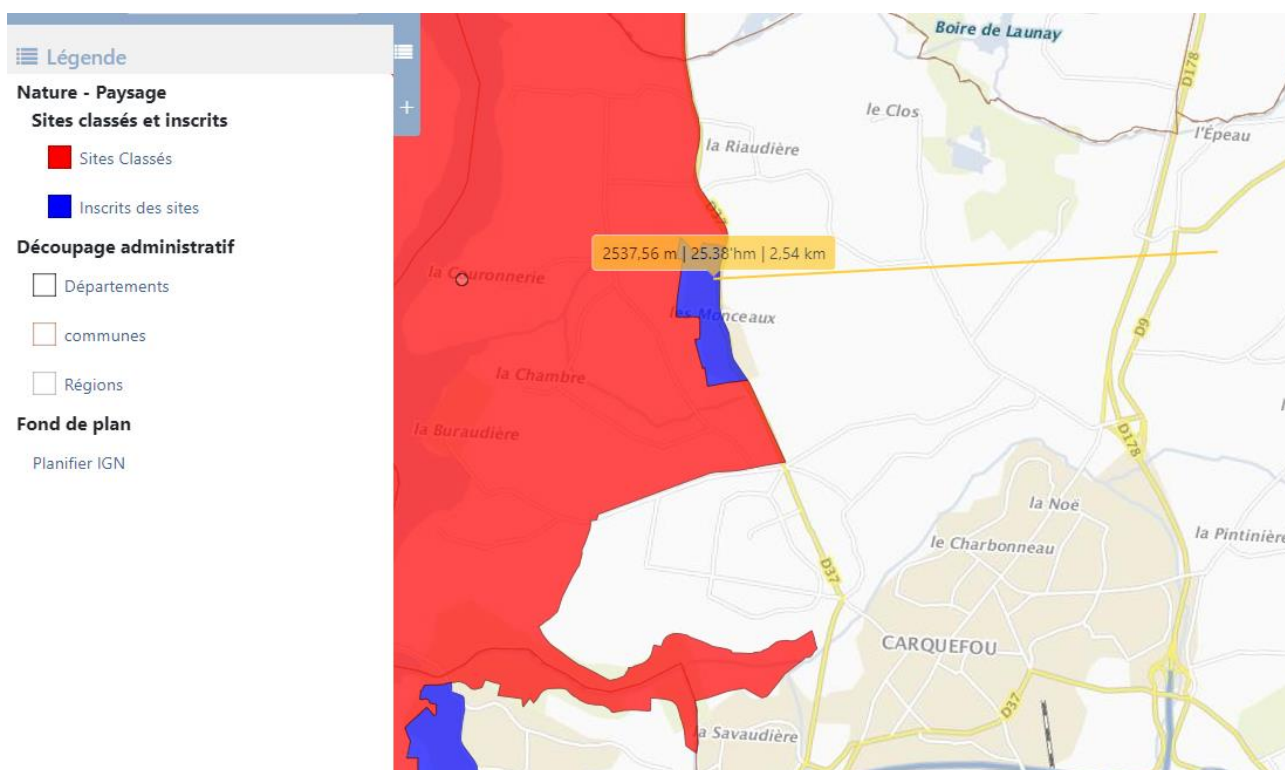 Légende
Nature - Paysage
Sites classés et inscrits
Sites Classés
Inscrits des sites
Découpage administratif
Départements
communes
Régions
Fond de plan
Planifier IGN
+
Boire de Launay
D178
le Clos
l'Épeau
la Riaudière
2537,56 m | 25.38'hm | 2,54 km
la Couronnerie
les Monceaux
D9
la Chambre
la Buraudière
D178
la Noë
le Charbonneau
la Pintinière
D37
CARQUEFOU
D37
la Savaudière